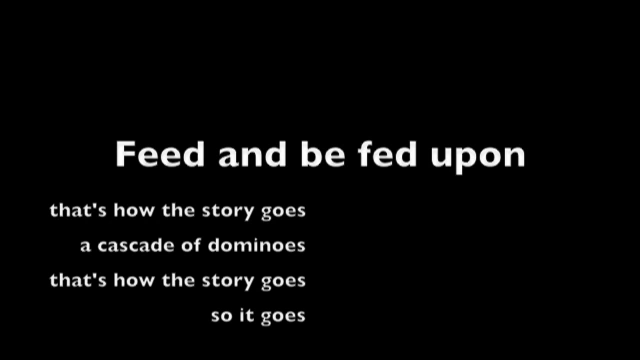 Feed and be fed upon
that's how the story goes
a cascade of dominoes
that's how the story goes
so it goes